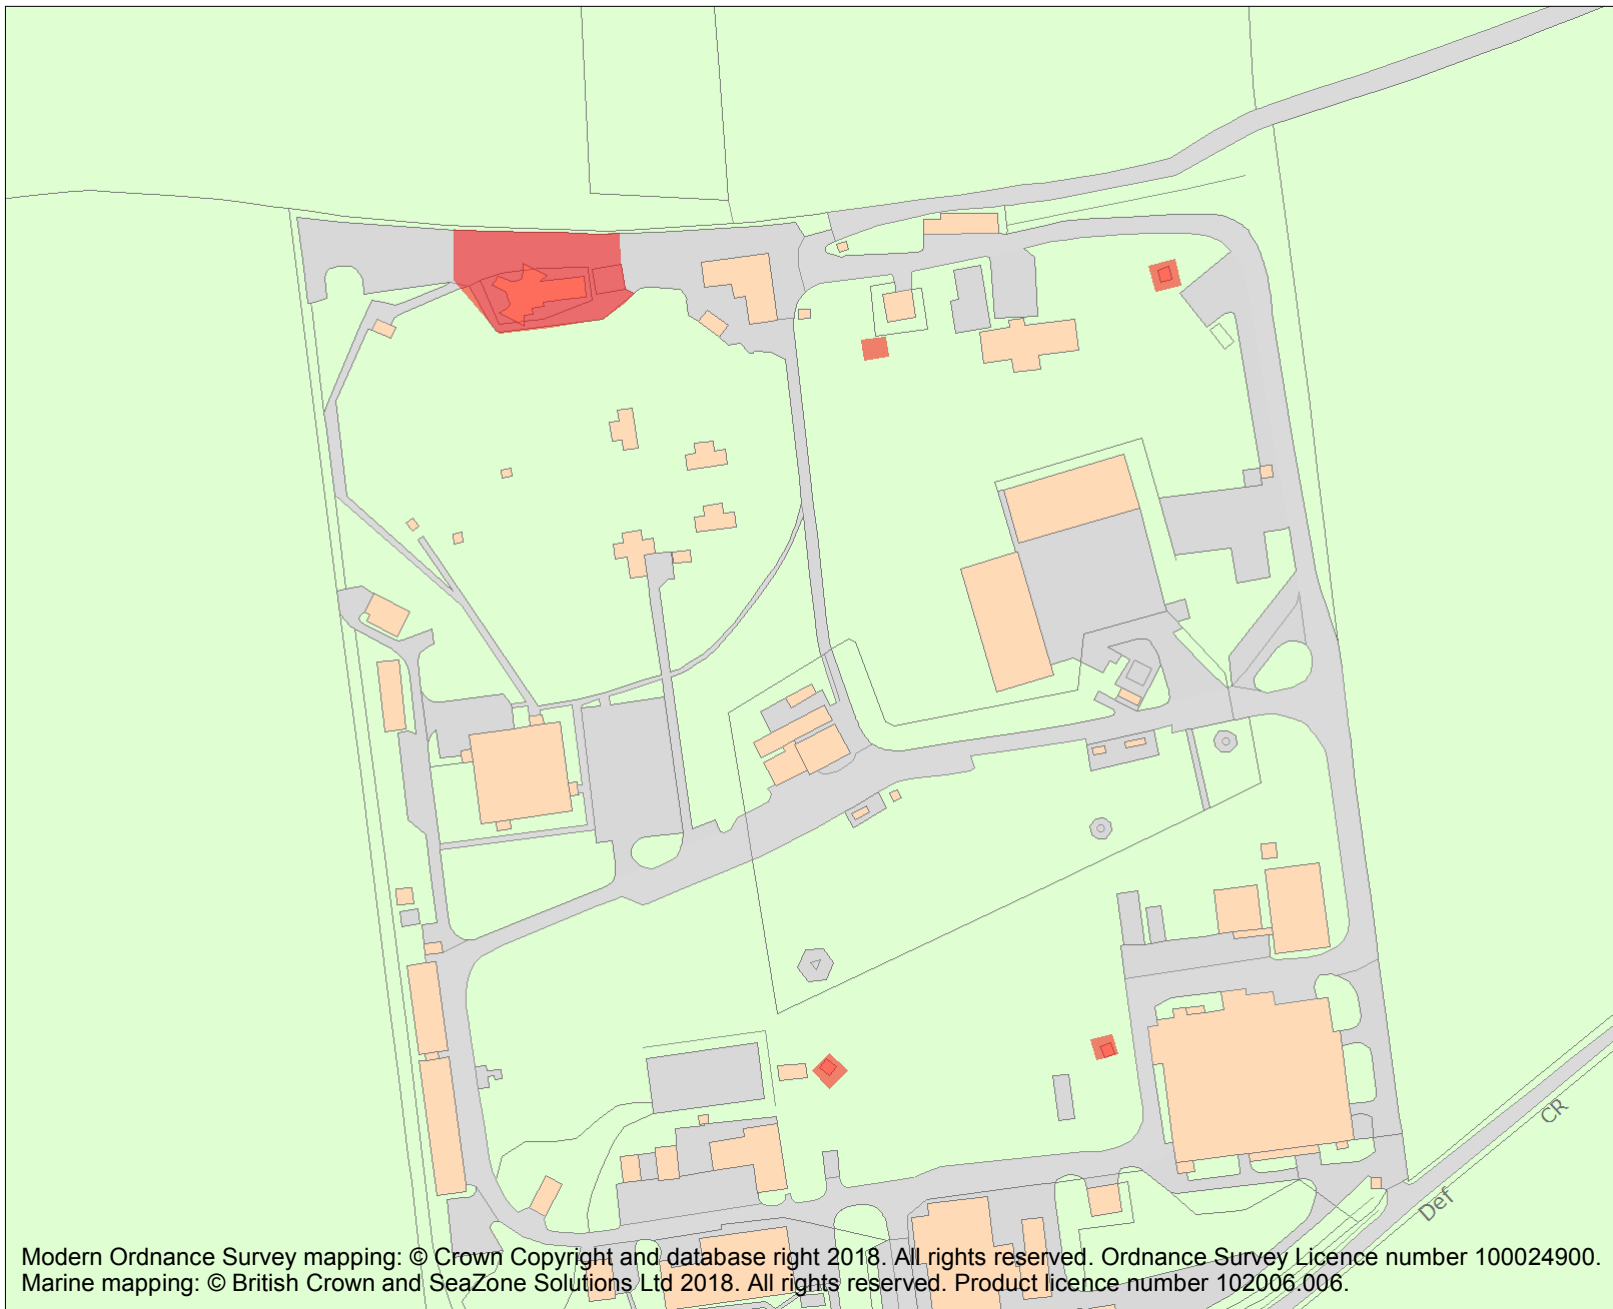 CR
Def
Modern Ordnance Survey mapping: © Crown Copyright and database right 2018. All rights reserved. Ordnance Survey Licence number 100024900.
Marine mapping: © British Crown and SeaZone Solutions Ltd 2018. All rights reserved. Product licence number 102006.006.